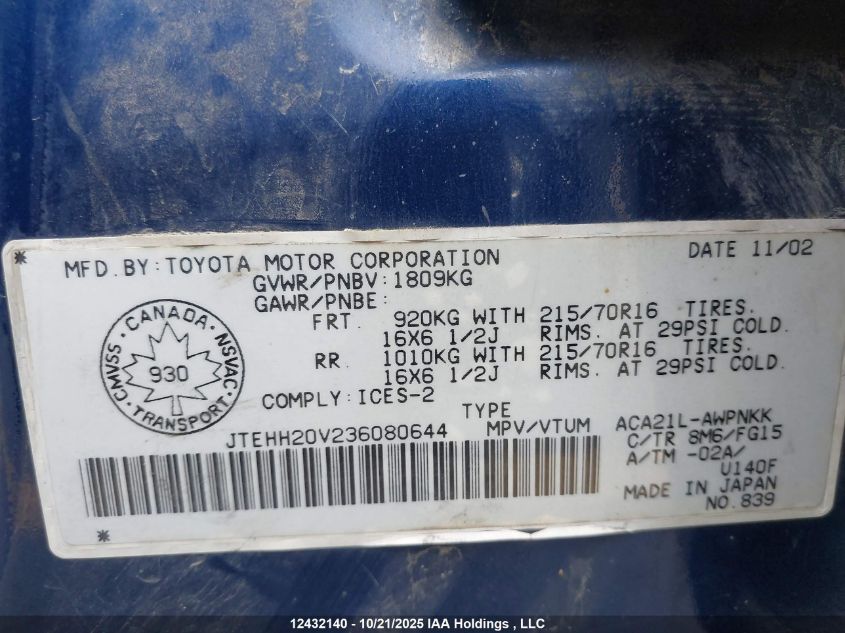 MFD.BY:TOYOTA MOTOR CORPORATION DATE 11/02
GVWR/PNBV:1809KG
GAWR/PNBE:
FRT. 920KG WITH 215/70R16 TIRES.
16X6 1/2J RIMS. AT 29PSI COLD.
RR. 1010KG WITH 215/70R16 TIRES.
16X6 1/2J RIMS. AT 29PSI COLD.
CANADA · NSVAC · TRANSPORT · CMVSS ·
930
COMPLY:ICES-2
TYPE
JTEHH20V236080644 MPV/VTUM
ACA21L-AWPNKK
C/TR 8M6/FG15
A/TM -02A/
U140F
MADE IN JAPAN
NO.839
12432140 - 10/21/2025 IAA Holdings , LLC